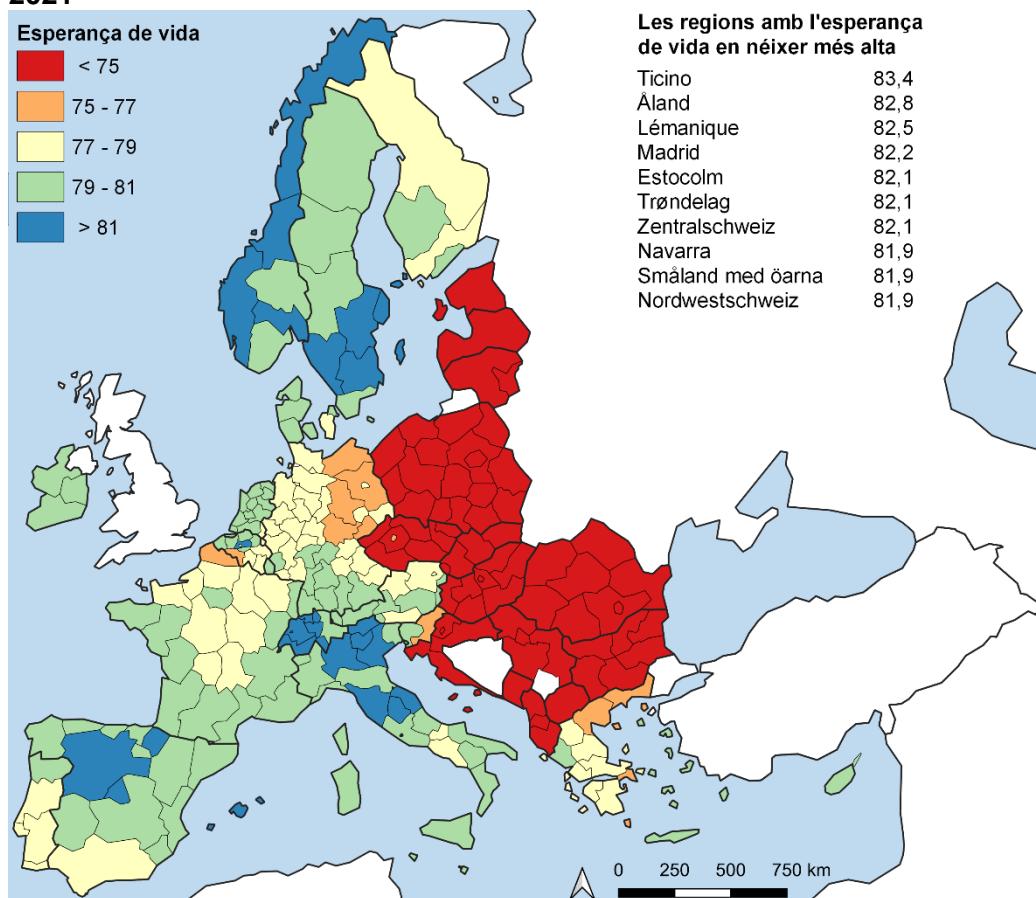 2021
Esperança de vida
< 75
75 - 77
77 - 79
79 - 81
> 81
Les regions amb l'esperança
de vida en néixer més alta
Ticino 83,4
Åland 82,8
Lémanique 82,5
Madrid 82,2
Estocolm 82,1
Trøndelag 82,1
Zentralschweiz 82,1
Navarra 81,9
Småland med öarna 81,9
Nordwestschweiz 81,9
0 250 500 750 km